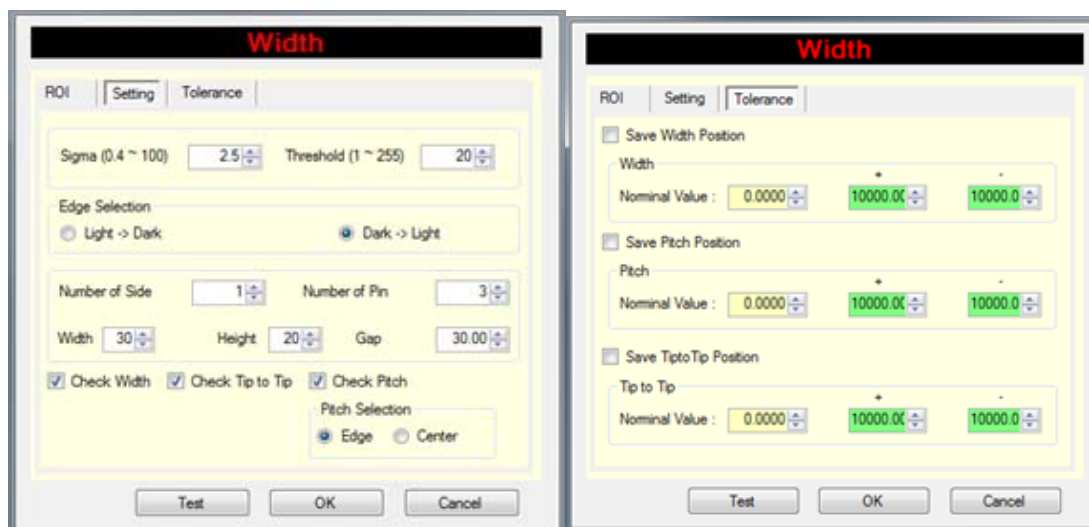 Width
ROI Setting Tolerance
Sigma (0.4 ~ 100) 2.5 Threshold (1 ~ 255) 20
Edge Selection
Light -> Dark Dark -> Light
Number of Side 1 Number of Pin 3
Width 30 Height 20 Gap 30.00
Check Width Check Tip to Tip Check Pitch
Pitch Selection
Edge Center
Test OK Cancel
Width
ROI Setting Tolerance
Save Width Position
Width
+ -
Nominal Value : 0.0000 10000.00 10000.0
Save Pitch Position
Pitch
+ -
Nominal Value : 0.0000 10000.00 10000.0
Save TiptoTip Position
Tip to Tip
+ -
Nominal Value : 0.0000 10000.00 10000.0
Test OK Cancel